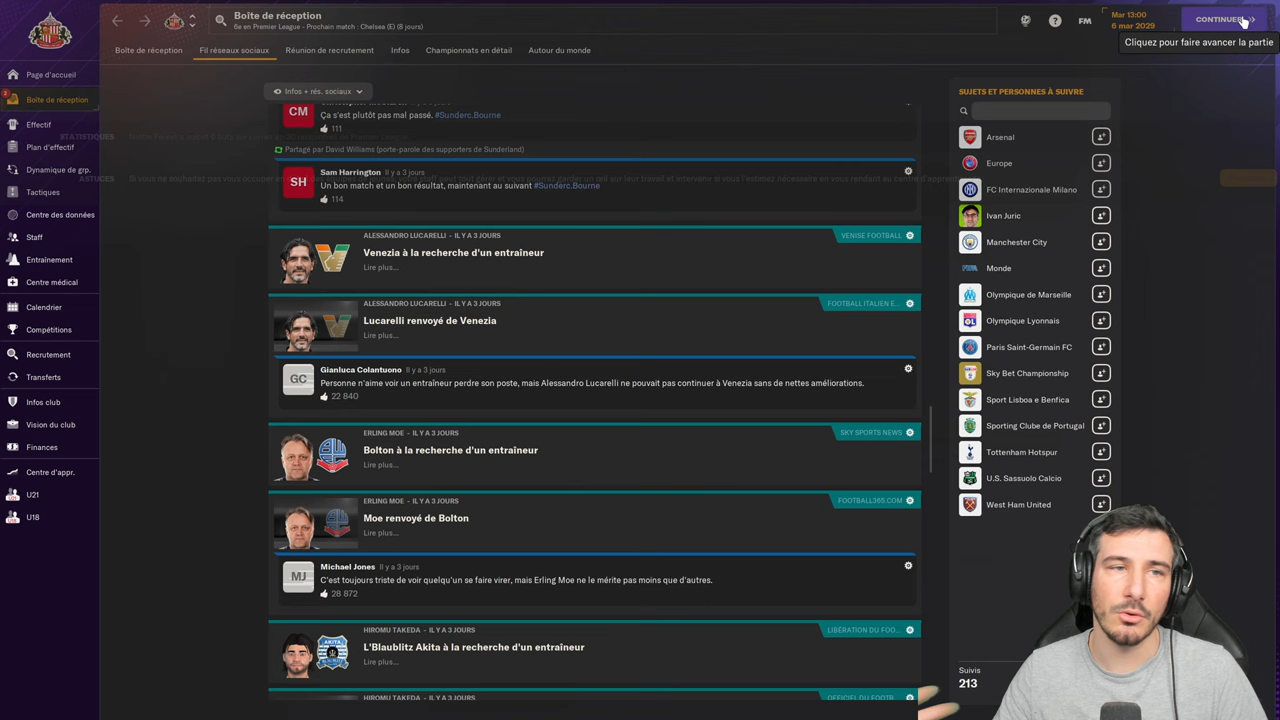 Boîte de réception
6e en Premier League - Prochain match : Chelsea (E) (8 jours)
FM
Mar 13:00
6 mar 2029
CONTINUER
Cliquez pour faire avancer la partie
Boîte de réception
Fil réseaux sociaux
Réunion de recrutement
Infos
Championnats en détail
Autour du monde
Page d'accueil
3
Boîte de réception
Effectif
Plan d'effectif
Dynamique de grp.
Tactiques
Centre des données
Staff
Entraînement
Centre médical
Calendrier
Compétitions
Recrutement
Transferts
Infos club
Vision du club
Finances
Centre d'appr.
U21
U18
STATISTIQUES
ASTUCES
Infos + rés. sociaux
CM
Ça s'est plutôt pas mal passé. #Sunderc.Bourne
111
Partagé par David Williams (porte-parole des supporters de Sunderland)
SH
Sam Harrington Il y a 3 jours
Un bon match et un bon résultat, maintenant au suivant #Sunderc.Bourne
114
ALESSANDRO LUCARELLI - IL Y A 3 JOURS
VENISE FOOTBALL
Venezia à la recherche d'un entraîneur
Lire plus...
ALESSANDRO LUCARELLI - IL Y A 3 JOURS
FOOTBALL ITALIEN E...
Lucarelli renvoyé de Venezia
Lire plus...
GC
Gianluca Colantuono Il y a 3 jours
Personne n'aime voir un entraîneur perdre son poste, mais Alessandro Lucarelli ne pouvait pas continuer à Venezia sans de nettes améliorations.
22 840
ERLING MOE - IL Y A 3 JOURS
SKY SPORTS NEWS
Bolton à la recherche d'un entraîneur
Lire plus...
ERLING MOE - IL Y A 3 JOURS
FOOTBALL365.COM
Moe renvoyé de Bolton
Lire plus...
MJ
Michael Jones Il y a 3 jours
C'est toujours triste de voir quelqu'un se faire virer, mais Erling Moe ne le mérite pas moins que d'autres.
28 872
HIROMU TAKEDA - IL Y A 3 JOURS
LIBÉRATION DU FOO...
L'Blaublitz Akita à la recherche d'un entraîneur
Lire plus...
HIROMU TAKEDA - IL Y A 3 JOURS
OFFICIEL DU FOOTB...
SUJETS ET PERSONNES À SUIVRE
Arsenal
Europe
FC Internazionale Milano
Ivan Juric
Manchester City
Monde
Olympique de Marseille
Olympique Lyonnais
Paris Saint-Germain FC
Sky Bet Championship
Sport Lisboa e Benfica
Sporting Clube de Portugal
Tottenham Hotspur
U.S. Sassuolo Calcio
West Ham United
Suivis
213